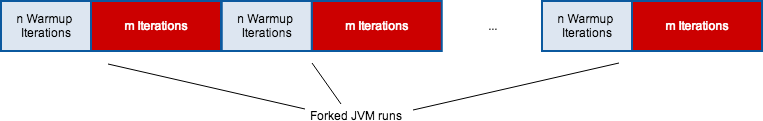 n Warmup
Iterations
m Iterations
n Warmup
Iterations
m Iterations
...
n Warmup
Iterations
m Iterations
Forked JVM runs